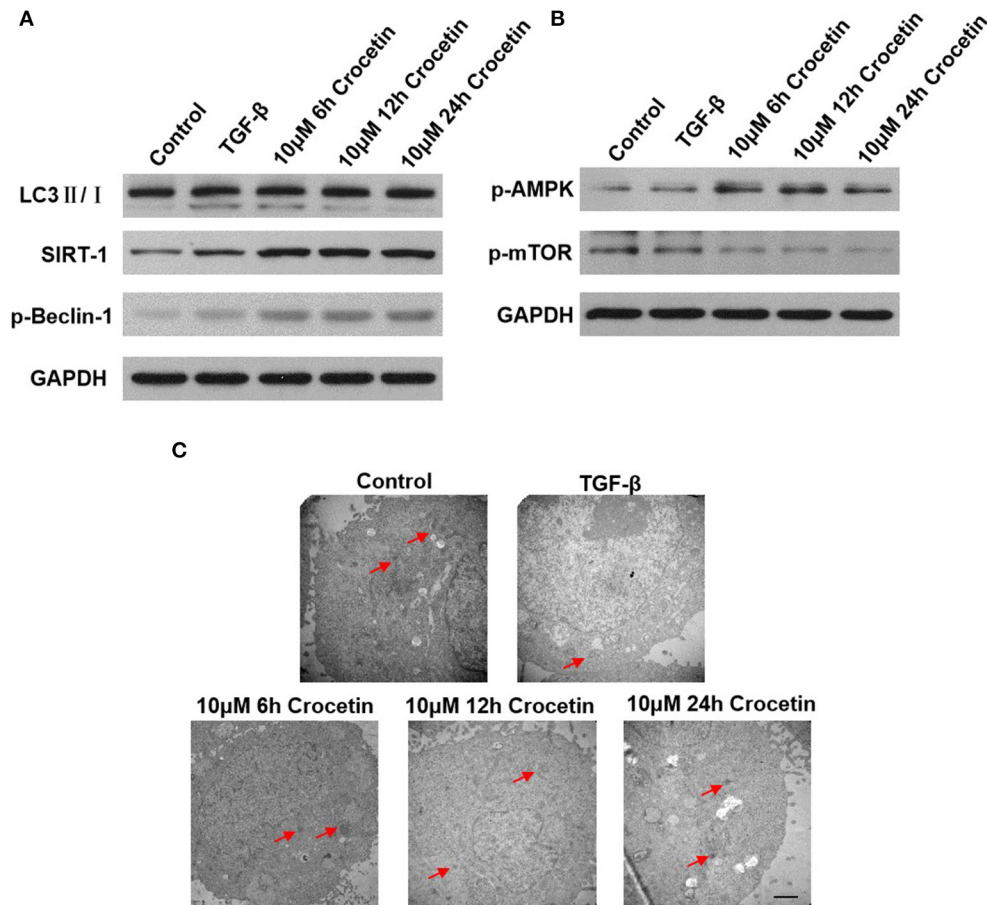 A
Control
TGF-β
10μM 6h Crocetin
10μM 12h Crocetin
10μM 24h Crocetin
LC3 II / I
SIRT-1
p-Beclin-1
GAPDH
B
Control
TGF-β
10μM 6h Crocetin
10μM 12h Crocetin
10μM 24h Crocetin
p-AMPK
p-mTOR
GAPDH
C
Control
TGF-β
10μM 6h Crocetin
10μM 12h Crocetin
10μM 24h Crocetin